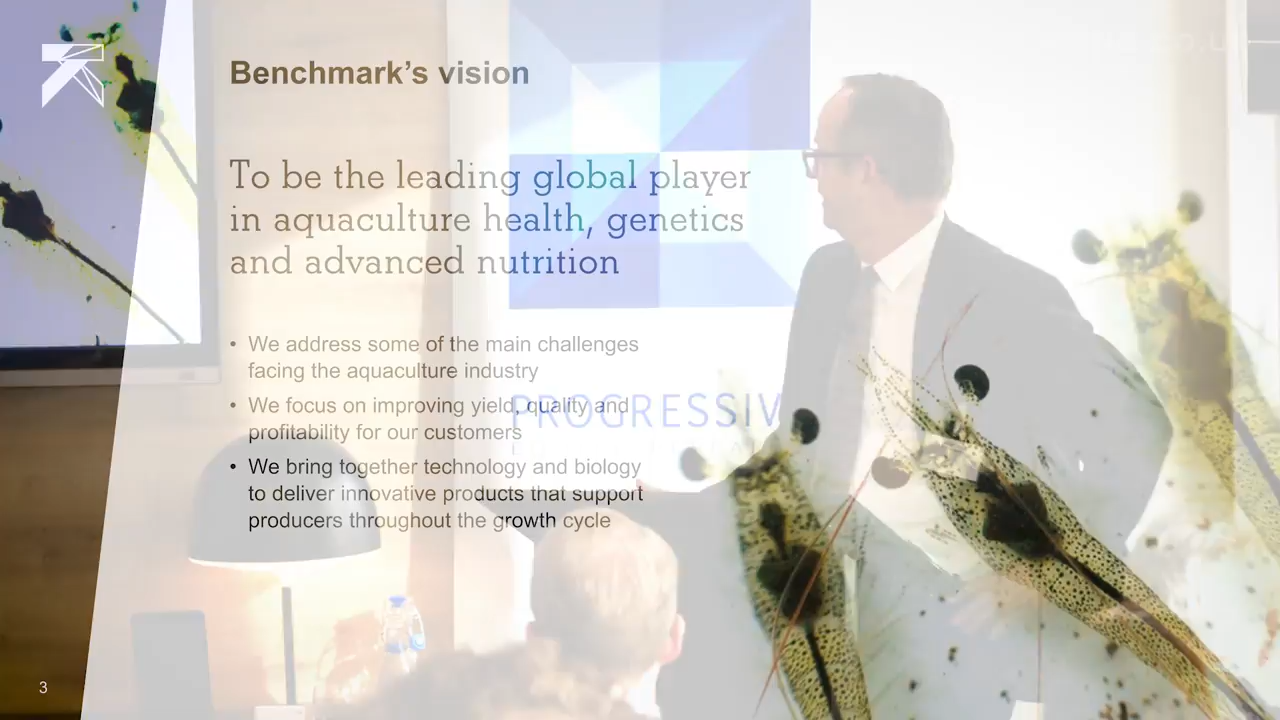 Benchmark's vision
To be the leading global player
in aquaculture health, genetics
and advanced nutrition
• We address some of the main challenges
facing the aquaculture industry
• We focus on improving yield, quality and
profitability for our customers
• We bring together technology and biology
to deliver innovative products that support
producers throughout the growth cycle
PROGRESSIV
3